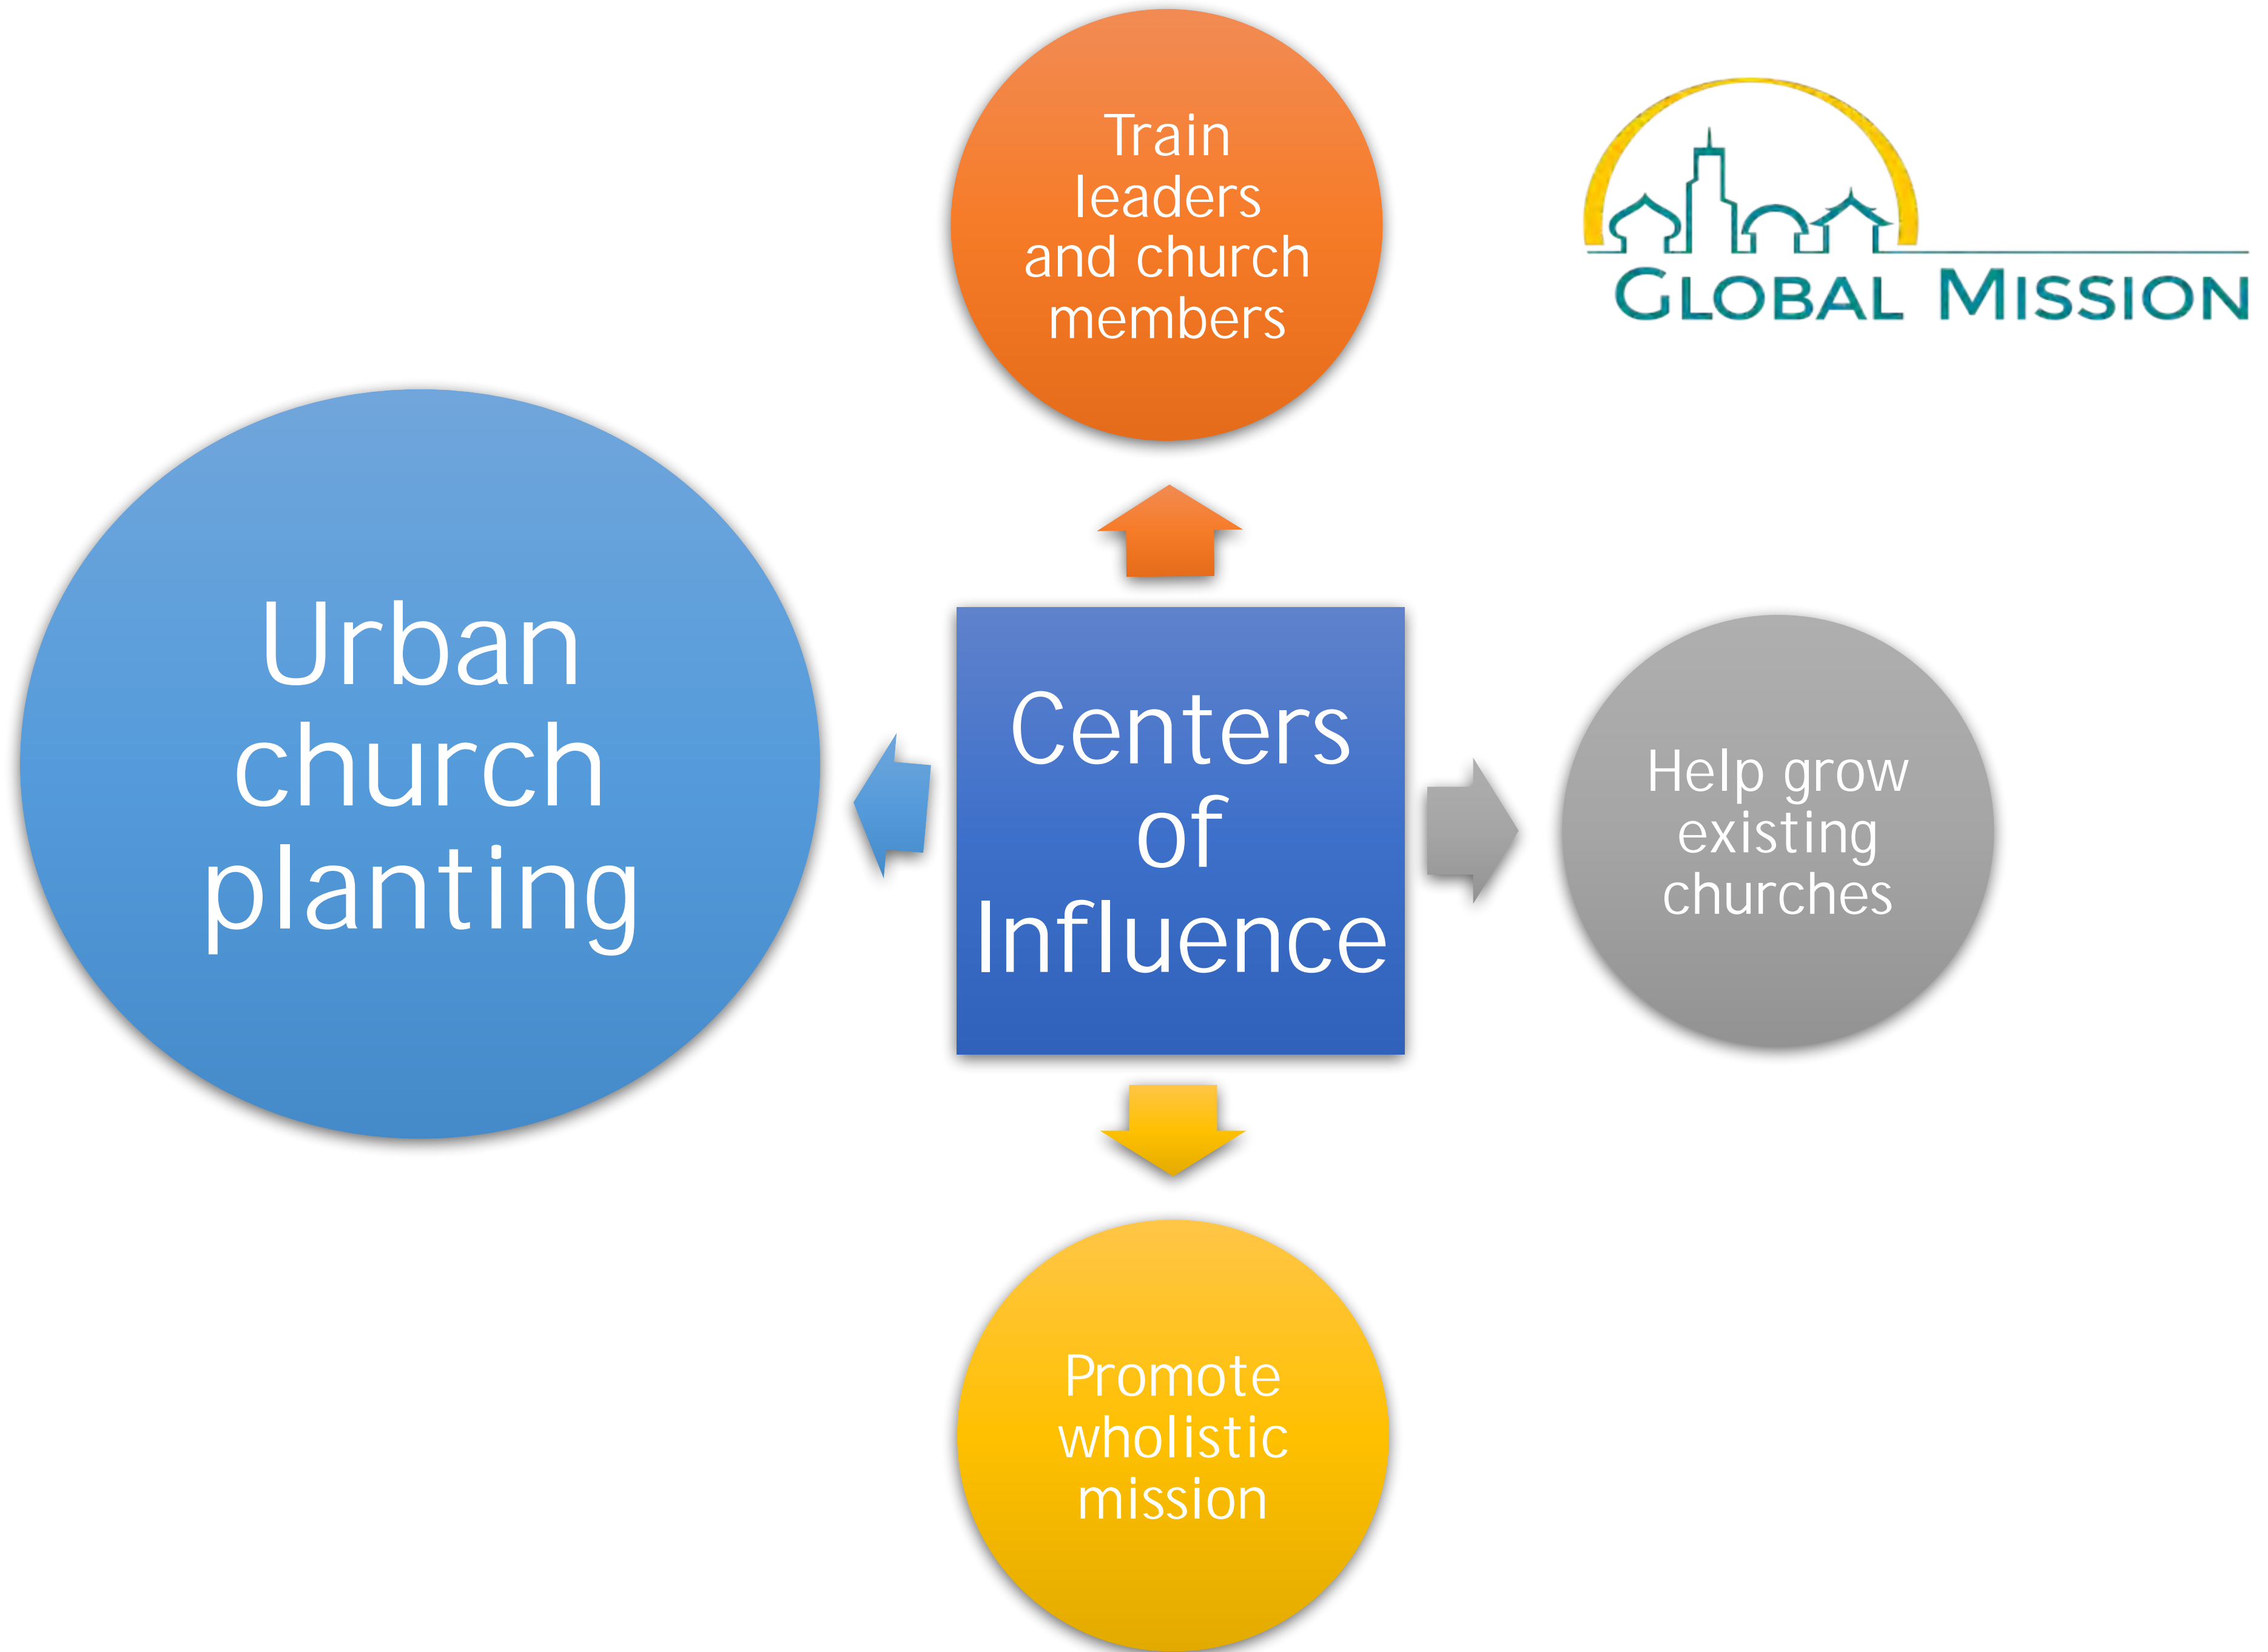 Train
leaders
and church
members
GLOBAL MISSION
Urban
church
planting
Centers
of
Influence
Help grow
existing
churches
Promote
wholistic
mission